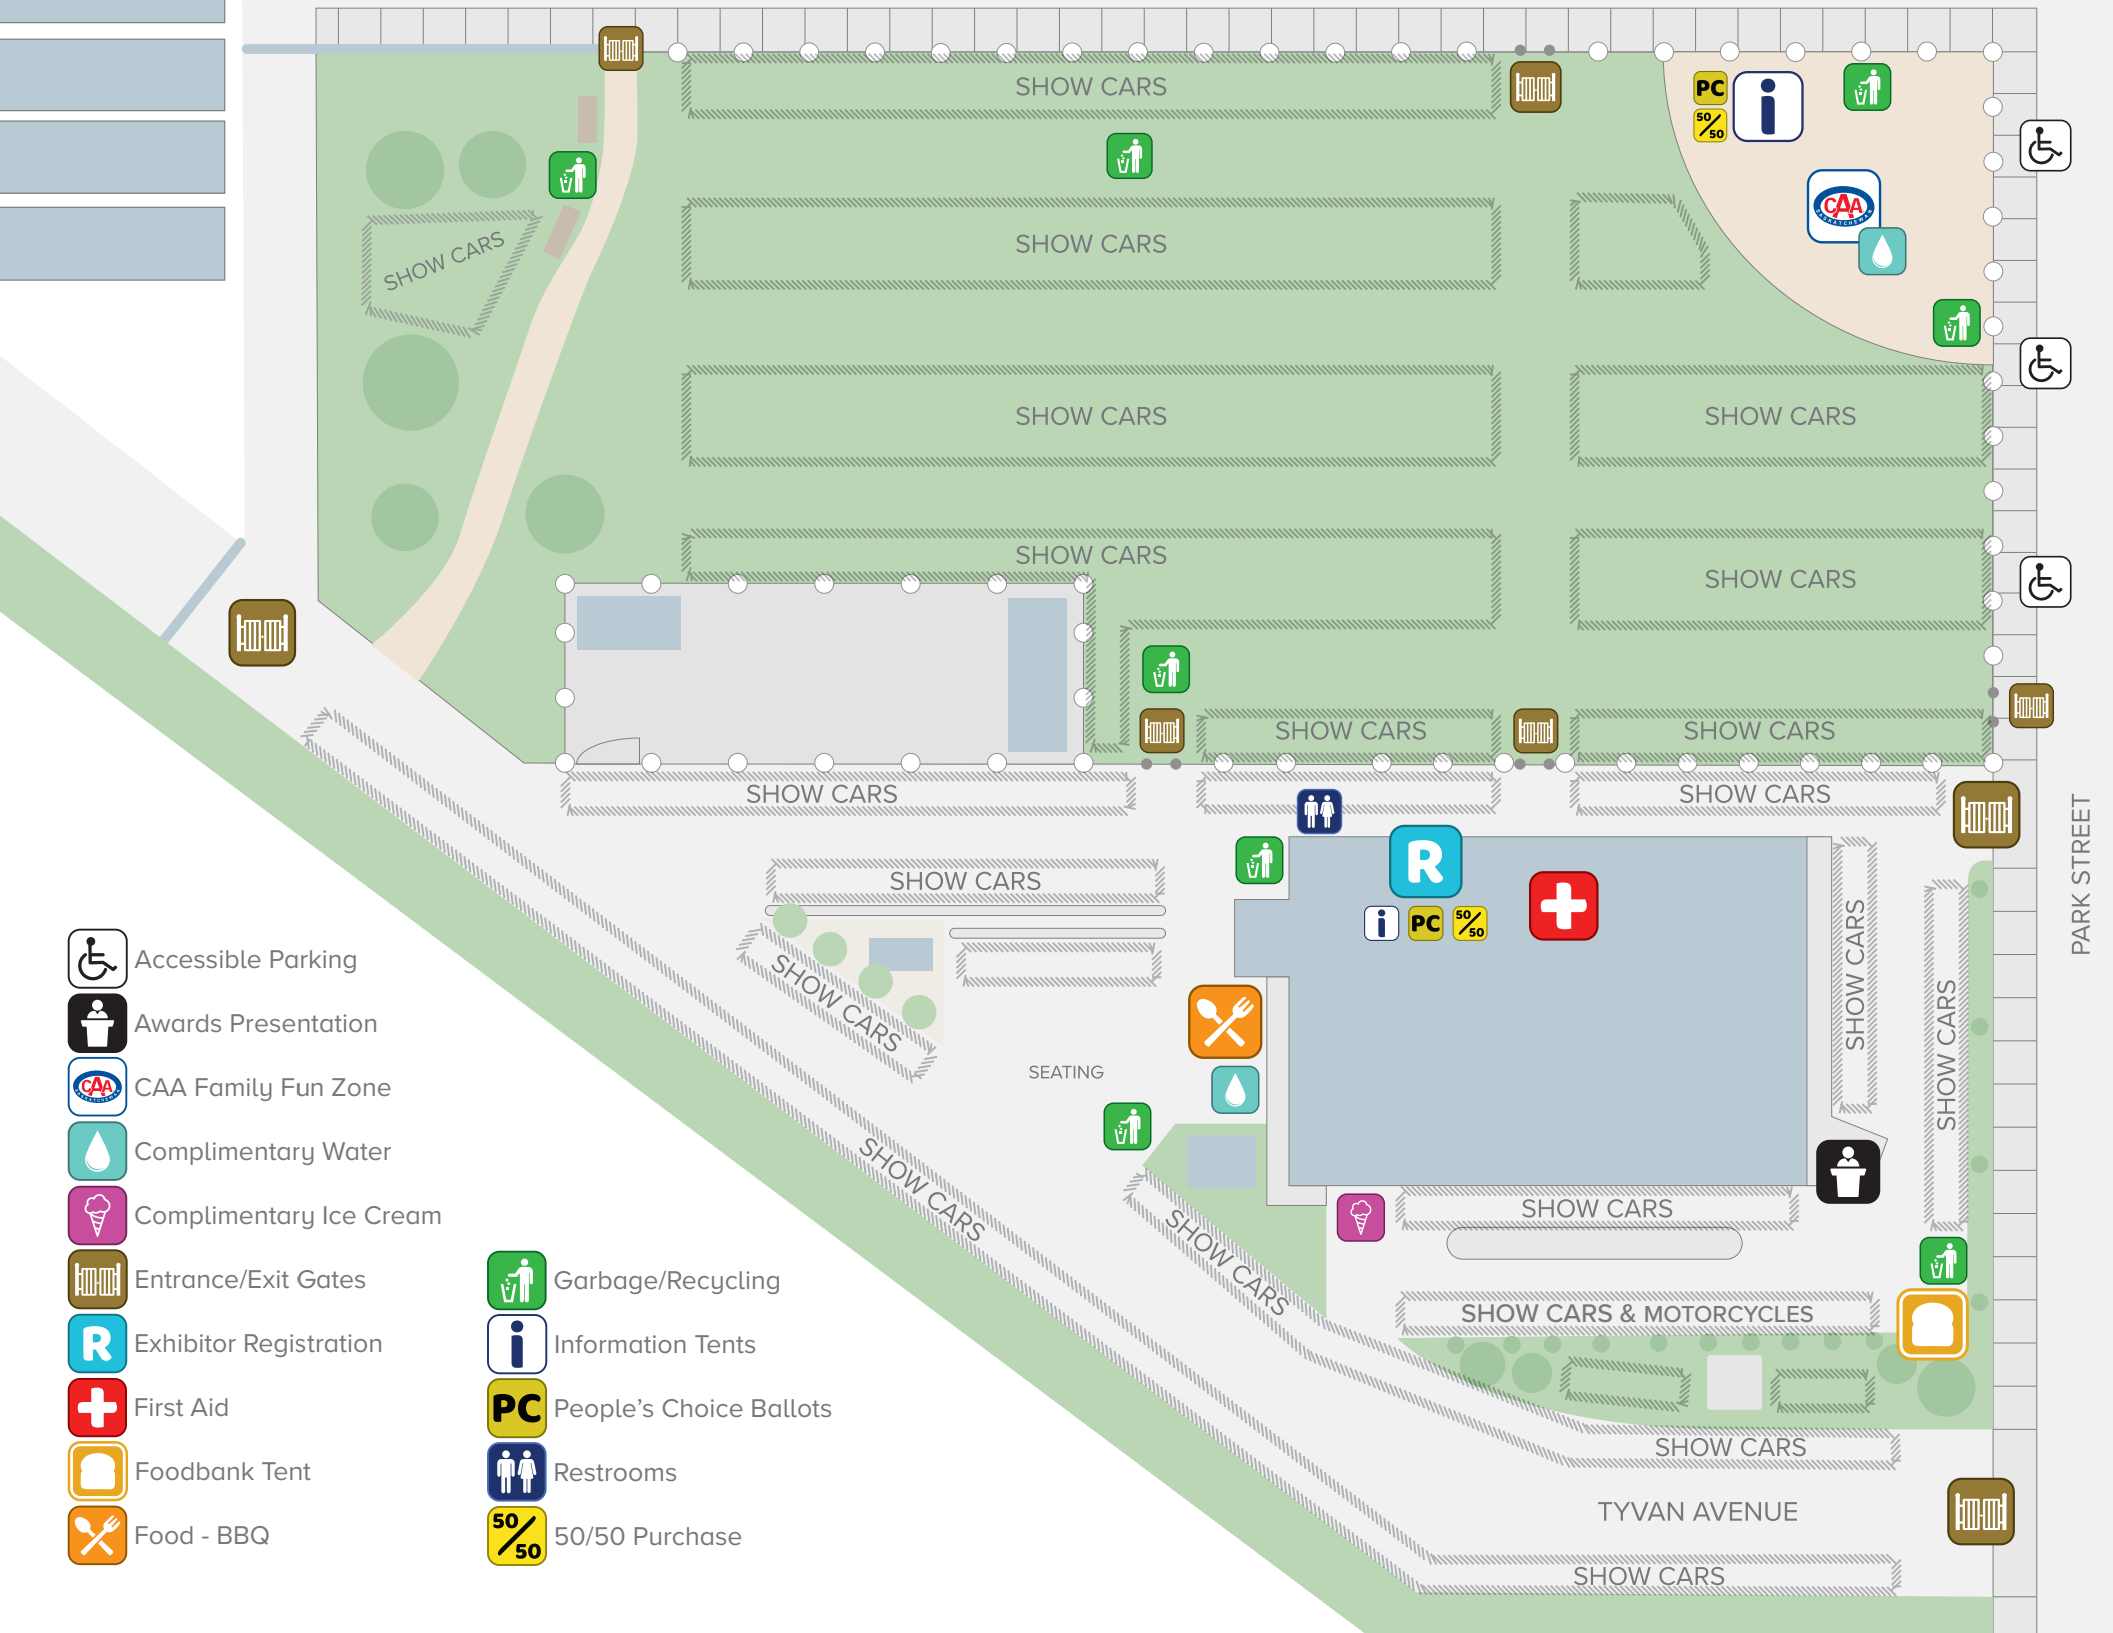 SHOW CARS
PC
50/50
i
SHOW CARS
CAA
SASKATCHEWAN
SHOW CARS
SHOW CARS
SHOW CARS
SHOW CARS
SHOW CARS
SHOW CARS
SHOW CARS
SHOW CARS
SHOW CARS
PARK STREET
R
SHOW CARS
i
PC
50/50
SHOW CARS
SHOW CARS
SHOW CARS
SEATING
SHOW CARS
SHOW CARS
SHOW CARS
SHOW CARS & MOTORCYCLES
SHOW CARS
TYVAN AVENUE
SHOW CARS
Accessible Parking
Awards Presentation
CAA
SASKATCHEWAN
CAA Family Fun Zone
Complimentary Water
Complimentary Ice Cream
Entrance/Exit Gates
R Exhibitor Registration
First Aid
Foodbank Tent
Food - BBQ
Garbage/Recycling
i Information Tents
PC People’s Choice Ballots
Restrooms
50/50 50/50 Purchase